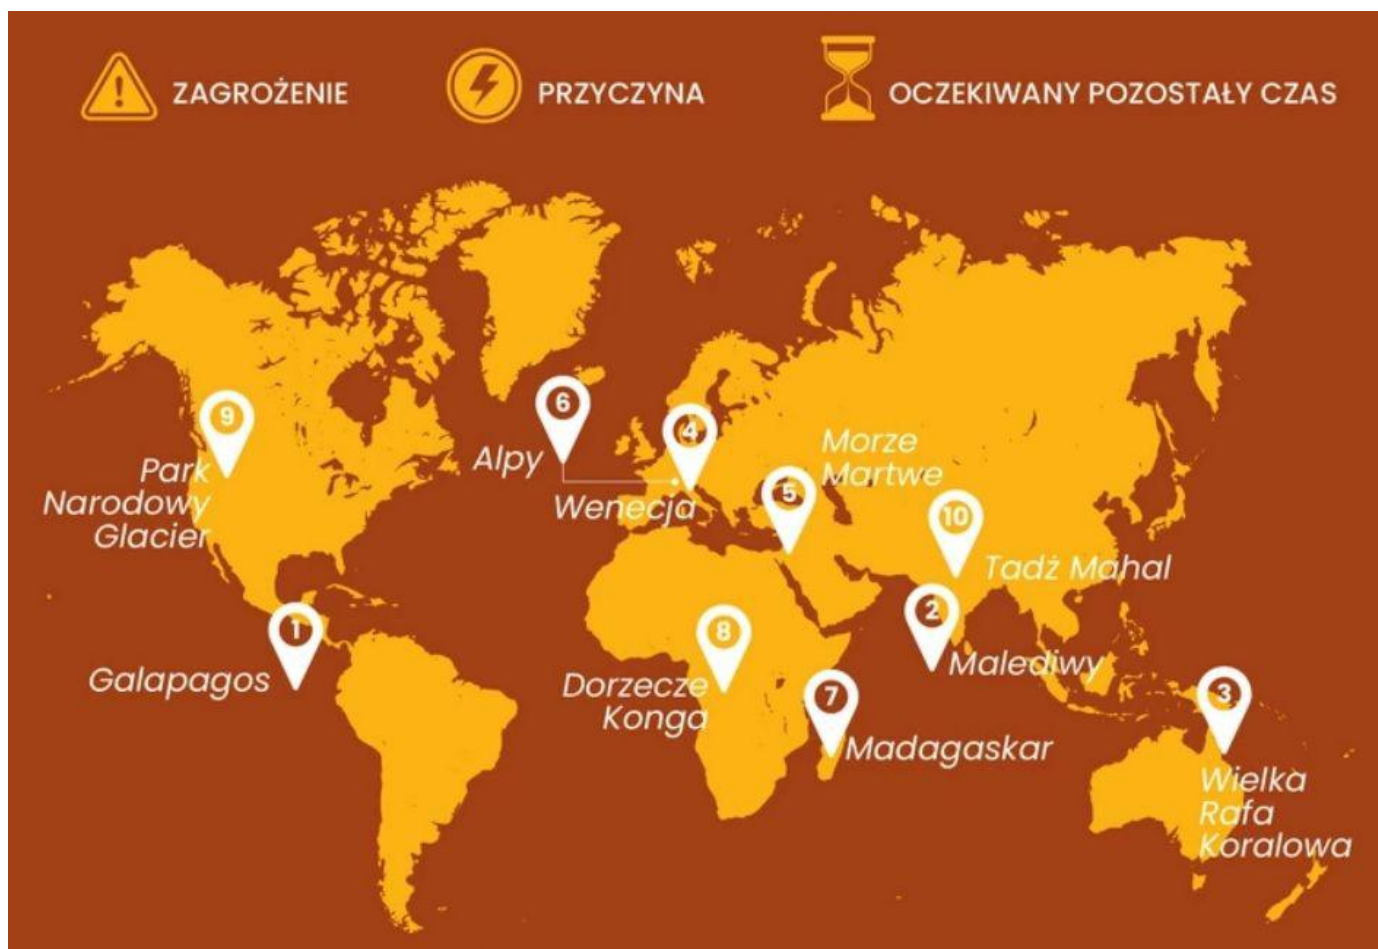 ZAGROŻENIE
PRZYCZYNA
OCZEKIWANY POZOSTAŁY CZAS
9
Park
Narodowy
Glacier
6
Alpy
4
Wenecja
5
Morze
Martwe
10
Tadż Mahal
1
Galapagos
8
Dorzecze
Konga
2
Malediwy
7
Madagaskar
3
Wielka
Rafa
Koralowa